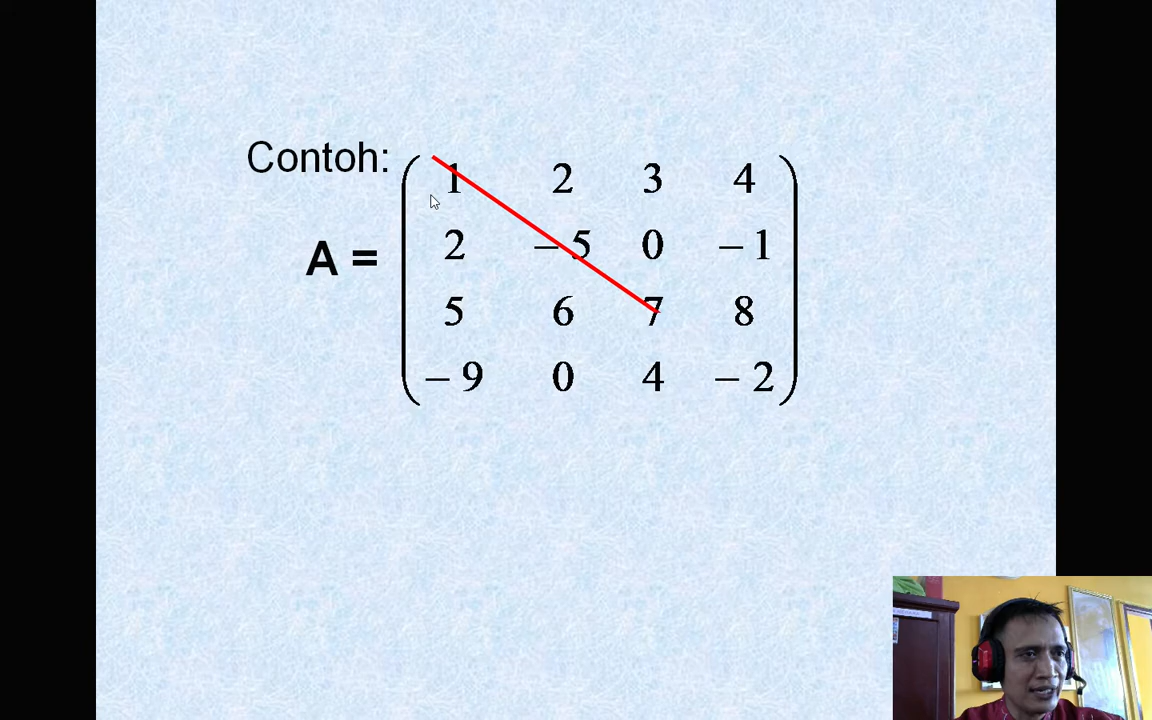 Contoh:
A =
1 2 3 4
2 – 5 0 – 1
5 6 7 8
– 9 0 4 – 2